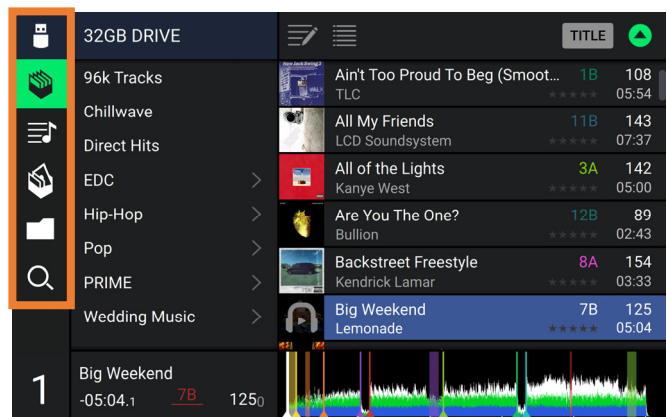 32GB DRIVE
TITLE
96k Tracks
Chillwave
Direct Hits
EDC
Hip-Hop
Pop
PRIME
Wedding Music
Ain't Too Proud To Beg (Smoot... 1B 108
TLC 05:54
All My Friends 11B 143
LCD Soundsystem 07:37
All of the Lights 3A 142
Kanye West 05:00
Are You The One? 12B 89
Bullion 02:43
Backstreet Freestyle 8A 154
Kendrick Lamar 03:33
Big Weekend 7B 125
Lemonade 05:04
1
Big Weekend
-05:04.1 7B 1250